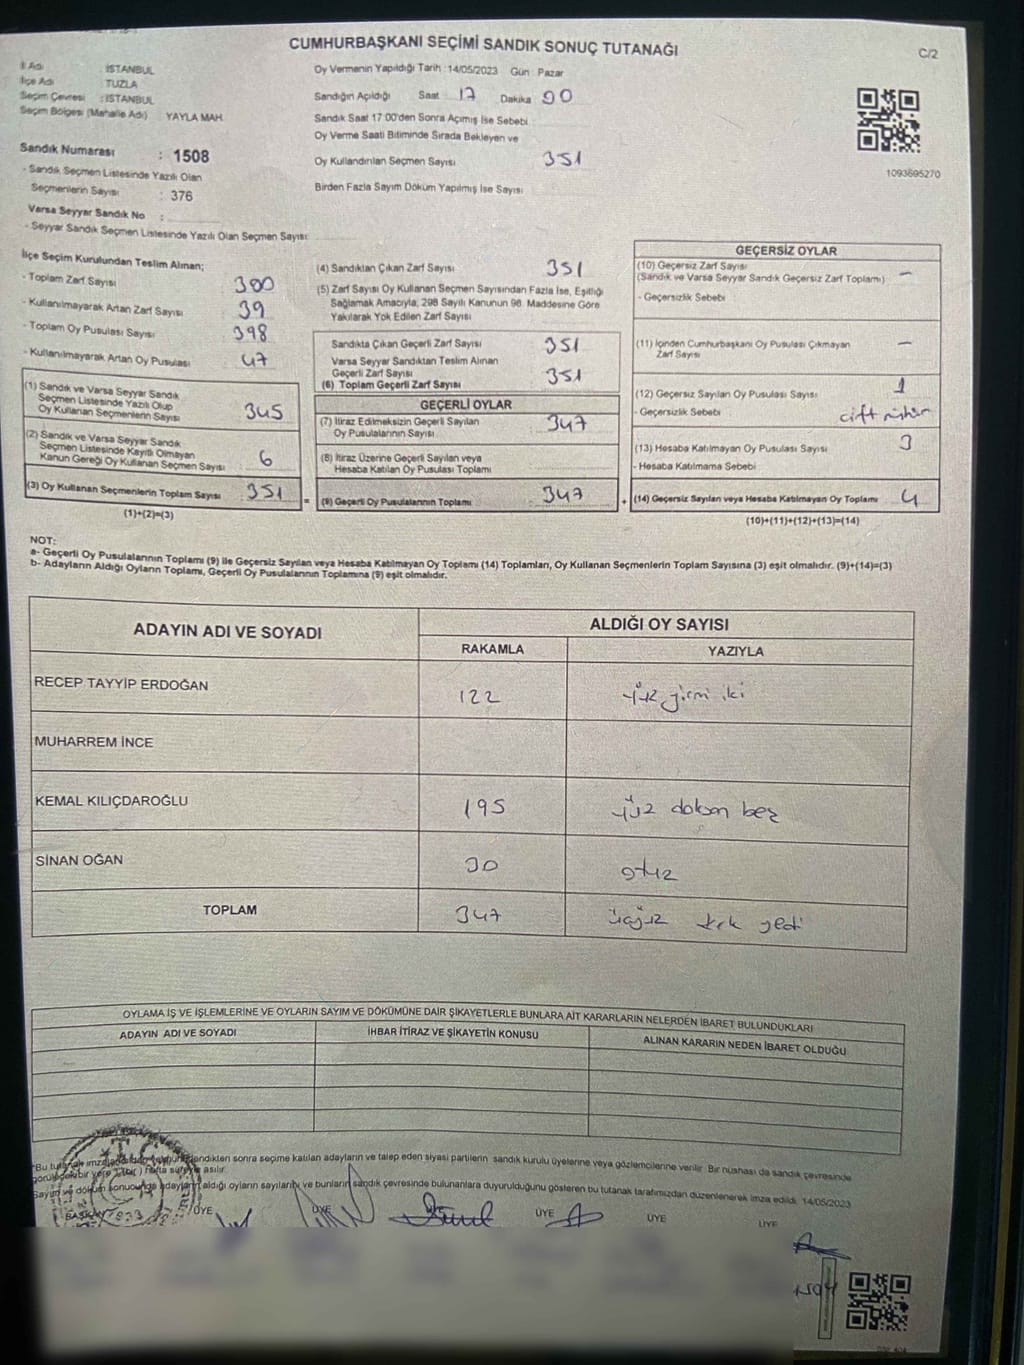 CUMHURBAŞKANI SEÇİMİ SANDIK SONUÇ TUTANAĞI
C/2
İl Adı : İSTANBUL
İlçe Adı : TUZLA
Seçim Çevresi : İSTANBUL
Seçim Bölgesi (Mahalle Adı) YAYLA MAH.
Sandık Numarası : 1508
- Sandık Seçmen Listesinde Yazılı Olan
Seçmenlerin Sayısı : 376
Varsa Seyyar Sandık No :
- Seyyar Sandık Seçmen Listesinde Yazılı Olan Seçmen Sayısı:
Oy Vermenin Yapıldığı Tarih : 14/05/2023 Gün : Pazar
Sandığın Açıldığı Saat 17 Dakika 00
Sandık Saat 17:00'den Sonra Açımış İse Sebebi :
Oy Verme Saati Bitiminde Sırada Bekleyen ve
Oy Kullandırılan Seçmen Sayısı 351
Birden Fazla Sayım Döküm Yapılmış İse Sayısı
1093695270
İlçe Seçim Kurulundan Teslim Alınan;
- Toplam Zarf Sayısı 380
- Kullanılmayarak Artan Zarf Sayısı 39
- Toplam Oy Pusulası Sayısı 398
- Kullanılmayarak Artan Oy Pusulası 47
(1) Sandık ve Varsa Seyyar Sandık
Seçmen Listesinde Yazılı Olup
Oy Kullanan Seçmenlerin Sayısı 345
(2) Sandık ve Varsa Seyyar Sandık
Seçmen Listesinde Kayıtlı Olmayan
Kanun Gereği Oy Kullanan Seçmen Sayısı 6
(3) Oy Kullanan Seçmenlerin Toplam Sayısı 351 =
(1)+(2)=(3)
(4) Sandıktan Çıkan Zarf Sayısı 351
(5) Zarf Sayısı Oy Kullanan Seçmen Sayısından Fazla İse, Eşitliği
Sağlamak Amacıyla, 298 Sayılı Kanunun 98. Maddesine Göre
Yakılarak Yok Edilen Zarf Sayısı
Sandıkta Çıkan Geçerli Zarf Sayısı 351
Varsa Seyyar Sandıktan Teslim Alınan
Geçerli Zarf Sayısı
(6) Toplam Geçerli Zarf Sayısı 351
GEÇERLİ OYLAR
(7) İtiraz Edilmeksizin Geçerli Sayılan
Oy Pusulalarının Sayısı : 347
(8) İtiraz Üzerine Geçerli Sayılan veya
Hesaba Katılan Oy Pusulası Toplamı
(9) Geçerli Oy Pusulalarının Toplamı : 347 +
GEÇERSİZ OYLAR
(10) Geçersiz Zarf Sayısı
(Sandık ve Varsa Seyyar Sandık Geçersiz Zarf Toplamı) : —
- Geçersizlik Sebebi
(11) İçinden Cumhurbaşkanı Oy Pusulası Çıkmayan
Zarf Sayısı —
(12) Geçersiz Sayılan Oy Pusulası Sayısı 1
- Geçersizlik Sebebi çift mühür
(13) Hesaba Katılmayan Oy Pusulası Sayısı 3
- Hesaba Katılmama Sebebi
(14) Geçersiz Sayılan veya Hesaba Katılmayan Oy Toplamı 4
(10)+(11)+(12)+(13)=(14)
NOT:
a- Geçerli Oy Pusulalarının Toplamı (9) ile Geçersiz Sayılan veya Hesaba Katılmayan Oy Toplamı (14) Toplamları, Oy Kullanan Seçmenlerin Toplam Sayısına (3) eşit olmalıdır. (9)+(14)=(3)
b- Adayların Aldığı Oyların Toplamı, Geçerli Oy Pusulalarının Toplamına (9) eşit olmalıdır.
ADAYIN ADI VE SOYADI
ALDIĞI OY SAYISI
RAKAMLA YAZIYLA
RECEP TAYYİP ERDOĞAN 122 yüz yirmi iki
MUHARREM İNCE
KEMAL KILIÇDAROĞLU 195 yüz doksan beş
SİNAN OĞAN 30 otuz
TOPLAM 347 üçyüz kırk yedi
OYLAMA İŞ VE İŞLEMLERİNE VE OYLARIN SAYIM VE DÖKÜMÜNE DAİR ŞİKAYETLERLE BUNLARA AİT KARARLARIN NELERDEN İBARET BULUNDUKLARI
ADAYIN ADI VE SOYADI İHBAR İTİRAZ VE ŞİKAYETİN KONUSU ALINAN KARARIN NEDEN İBARET OLDUĞU
sonra seçime katılan adayların ve talep eden siyasi partilerin sandık kurulu üyelerine veya gözlemcilerine verilir. Bir nüshası da sandık çevresinde
hafta süreyle asılır.
Sayım ve döküm sonucunda adayların aldığı oyların sayılarını ve bunların sandık çevresinde bulunanlara duyurulduğunu gösteren bu tutanak tarafımızdan düzenlenerek imza edildi. 14/05/2023
BAŞKAN ÜYE ÜYE ÜYE ÜYE ÜYE